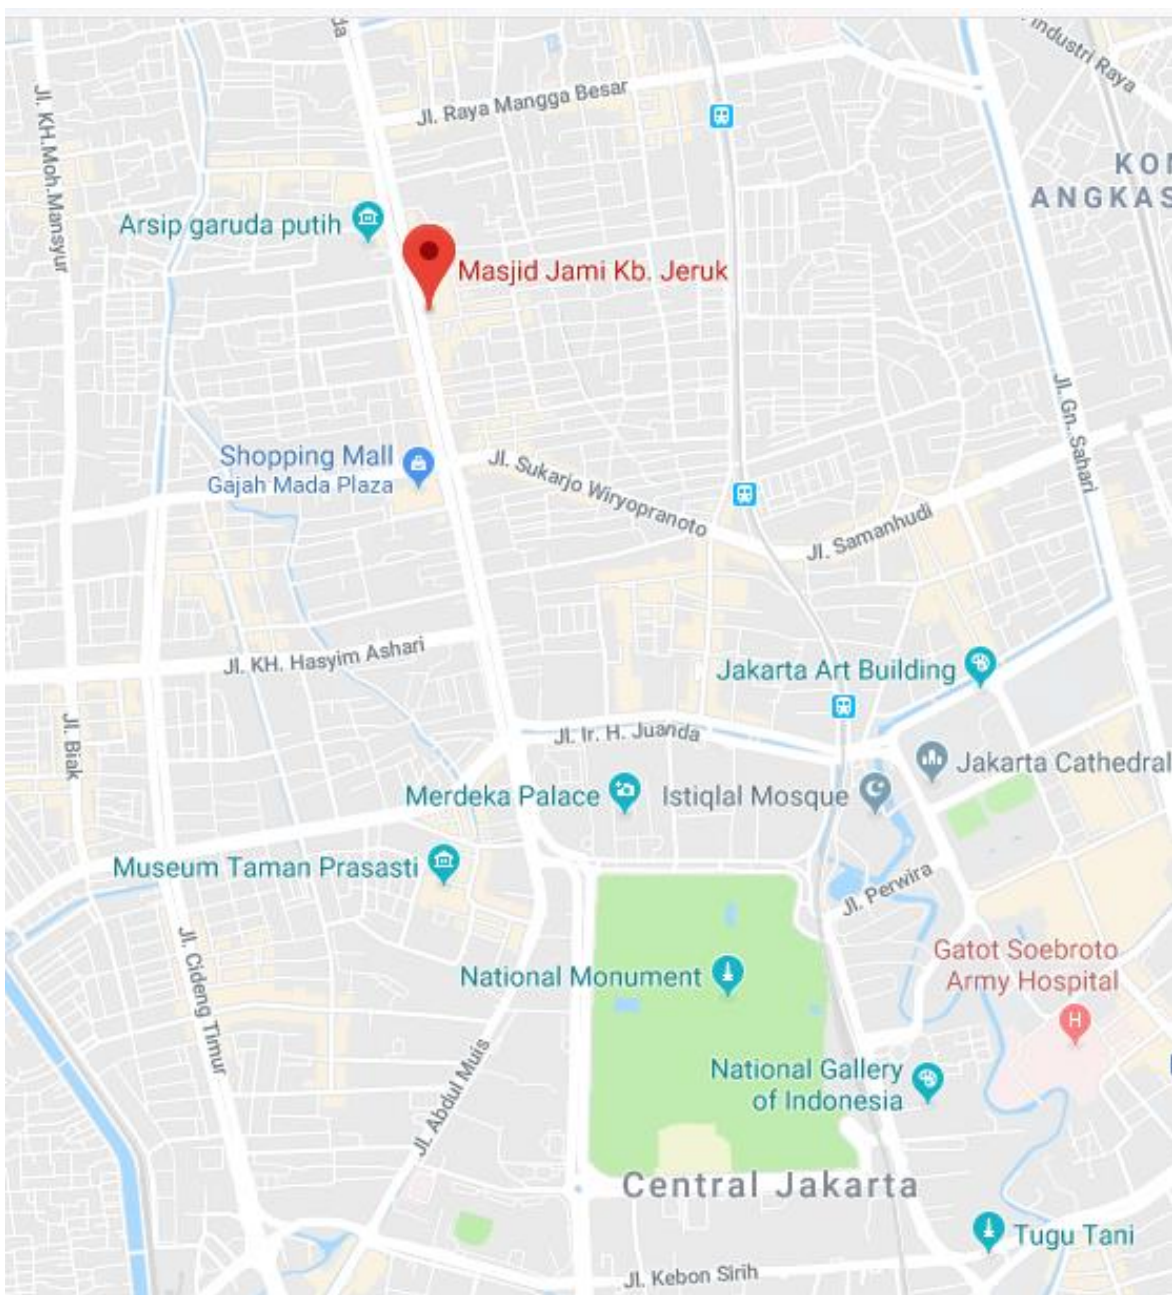 da
Industri Raya
Jl. Raya Mangga Besar
Jl. KH.Moh.Mansyur
KO
ANGKAS
Arsip garuda putih
Masjid Jami Kb. Jeruk
Jl. Gn. Sahari
Shopping Mall
Gajah Mada Plaza
Jl. Sukarjo Wiryopranoto
Jl. Samanhudi
Jl. KH. Hasyim Ashari
Jakarta Art Building
Jl. Biak
Jl. Ir. H. Juanda
Jakarta Cathedral
Merdeka Palace
Istiqlal Mosque
Museum Taman Prasasti
Jl. Perwira
Jl. Cideng Timur
National Monument
Gatot Soebroto
Army Hospital
H
Jl. Abdul Muis
National Gallery
of Indonesia
Central Jakarta
Tugu Tani
Jl. Kebon Sirih